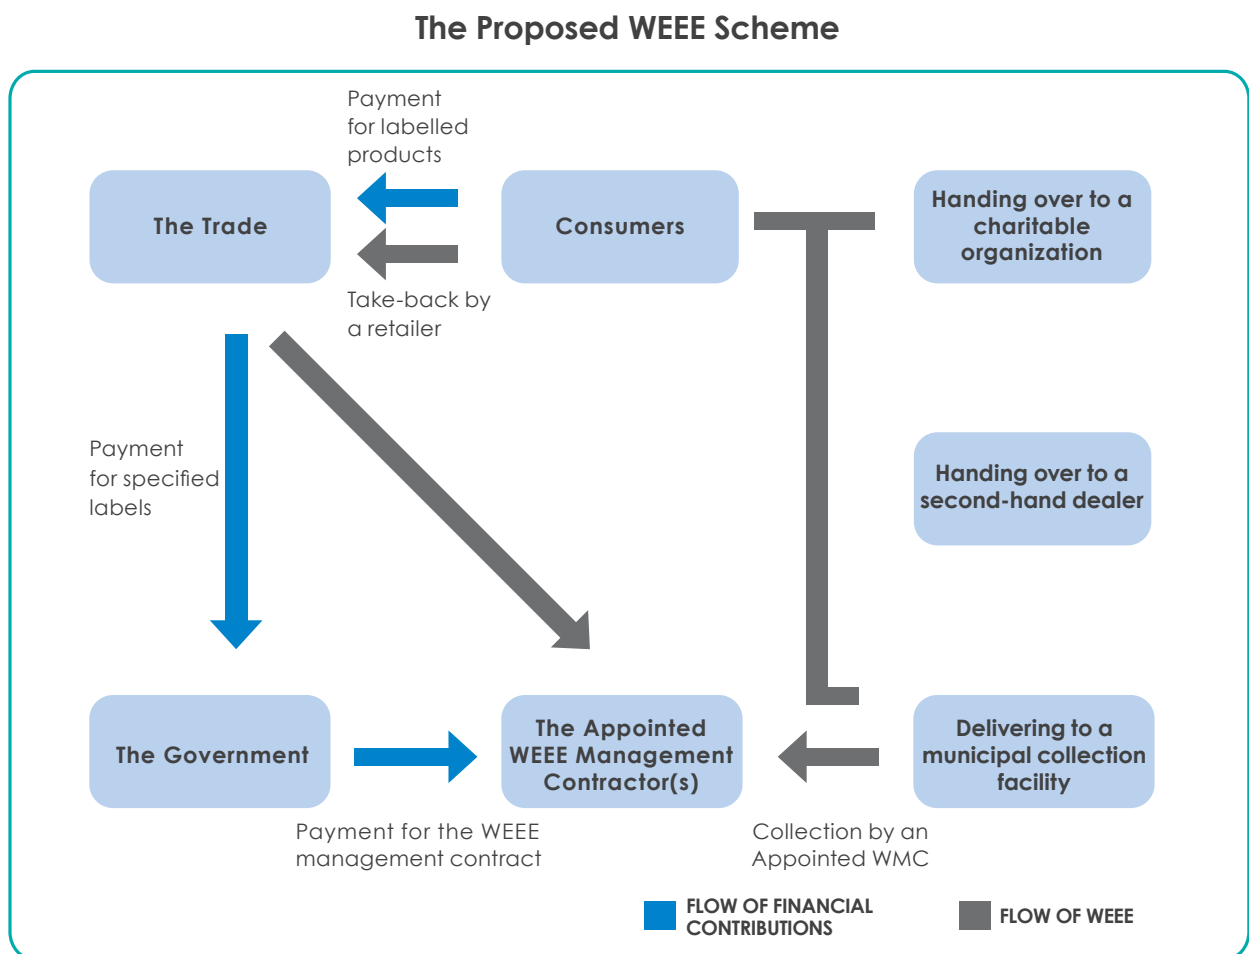 The Proposed WEEE Scheme
Payment
for labelled
products
The Trade
Consumers
Handing over to a
charitable
organization
Take-back by
a retailer
Payment
for specified
labels
Handing over to a
second-hand dealer
The Government
The Appointed
WEEE Management
Contractor(s)
Delivering to a
municipal collection
facility
Payment for the WEEE
management contract
Collection by an
Appointed WMC
FLOW OF FINANCIAL
CONTRIBUTIONS
FLOW OF WEEE